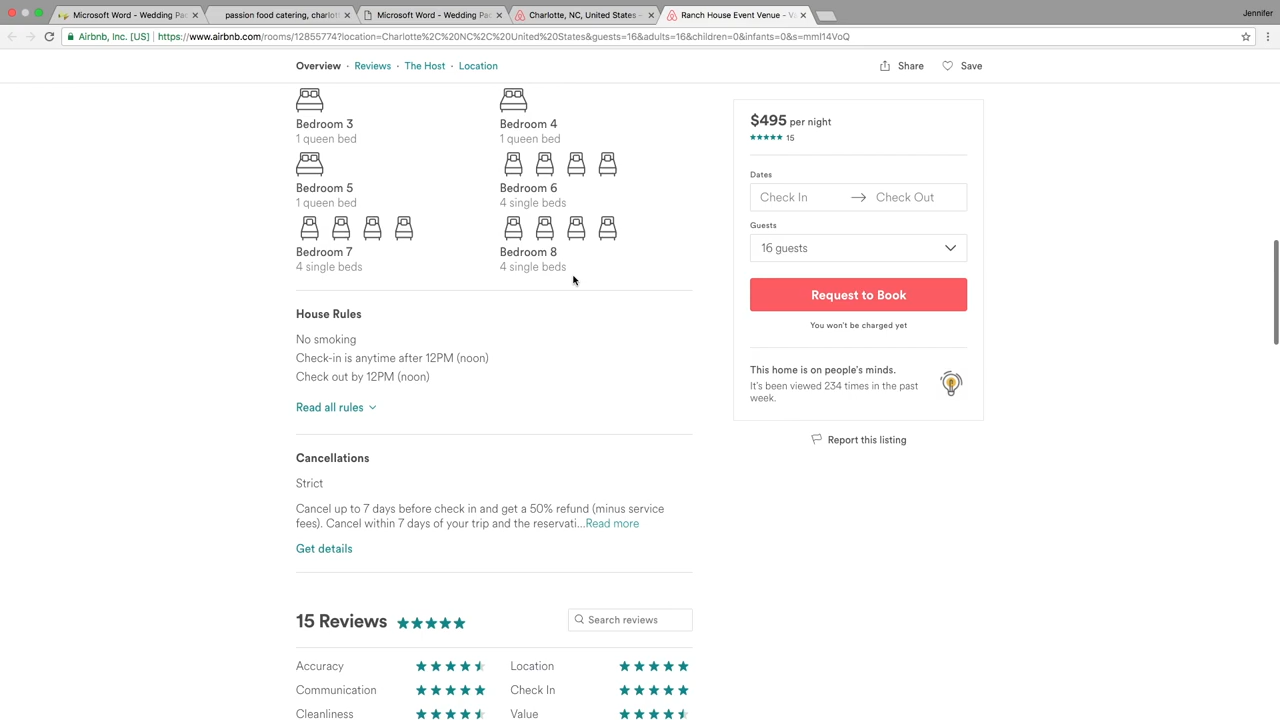 Microsoft Word - Wedding Pa
passion food catering, charlot
Microsoft Word - Wedding Pa
Charlotte, NC, United States -
Ranch House Event Venue - Va
Jennifer
Airbnb, Inc. [US]
https://www.airbnb.com/rooms/12855774?location=Charlotte%2C%20NC%2C%20United%20States&guests=16&adults=16&children=0&infants=0&s=mmI14VoQ
Overview · Reviews · The Host · Location
Share
Save
Bedroom 3
1 queen bed
Bedroom 4
1 queen bed
Bedroom 5
1 queen bed
Bedroom 6
4 single beds
Bedroom 7
4 single beds
Bedroom 8
4 single beds
House Rules
No smoking
Check-in is anytime after 12PM (noon)
Check out by 12PM (noon)
Read all rules
Cancellations
Strict
Cancel up to 7 days before check in and get a 50% refund (minus service
fees). Cancel within 7 days of your trip and the reservati...Read more
Get details
15 Reviews
Search reviews
Accuracy
Location
Communication
Check In
Cleanliness
Value
$495 per night
15
Dates
Check In
Check Out
Guests
16 guests
Request to Book
You won't be charged yet
This home is on people's minds.
It's been viewed 234 times in the past
week.
Report this listing